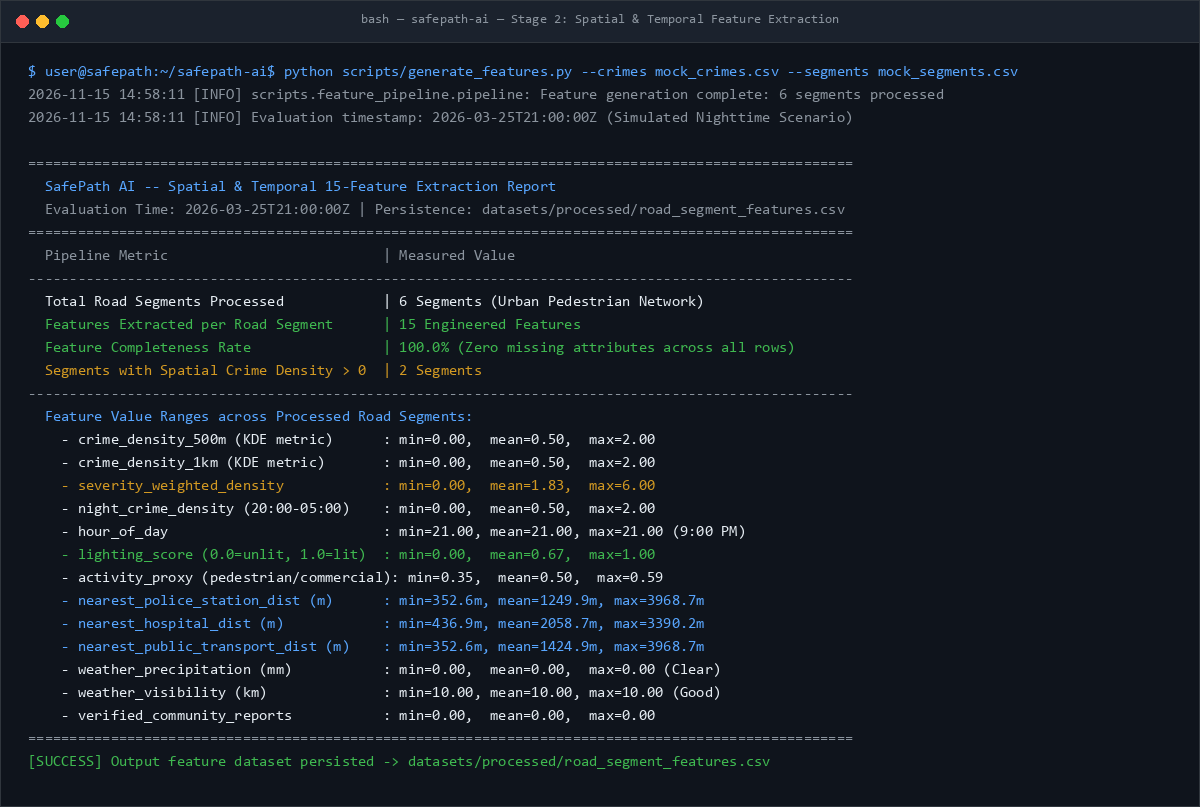 bash — safepath-ai — Stage 2: Spatial & Temporal Feature Extraction
$ user@safepath:~/safepath-ai$ python scripts/generate_features.py --crimes mock_crimes.csv --segments mock_segments.csv
2026-11-15 14:58:11 [INFO] scripts.feature_pipeline.pipeline: Feature generation complete: 6 segments processed
2026-11-15 14:58:11 [INFO] Evaluation timestamp: 2026-03-25T21:00:00Z (Simulated Nighttime Scenario)
====================================================================================================
SafePath AI -- Spatial & Temporal 15-Feature Extraction Report
Evaluation Time: 2026-03-25T21:00:00Z | Persistence: datasets/processed/road_segment_features.csv
====================================================================================================
Pipeline Metric | Measured Value
----------------------------------------------------------------------------------------------------
Total Road Segments Processed | 6 Segments (Urban Pedestrian Network)
Features Extracted per Road Segment | 15 Engineered Features
Feature Completeness Rate | 100.0% (Zero missing attributes across all rows)
Segments with Spatial Crime Density > 0 | 2 Segments
----------------------------------------------------------------------------------------------------
Feature Value Ranges across Processed Road Segments:
- crime_density_500m (KDE metric) : min=0.00, mean=0.50, max=2.00
- crime_density_1km (KDE metric) : min=0.00, mean=0.50, max=2.00
- severity_weighted_density : min=0.00, mean=1.83, max=6.00
- night_crime_density (20:00-05:00) : min=0.00, mean=0.50, max=2.00
- hour_of_day : min=21.00, mean=21.00, max=21.00 (9:00 PM)
- lighting_score (0.0=unlit, 1.0=lit) : min=0.00, mean=0.67, max=1.00
- activity_proxy (pedestrian/commercial): min=0.35, mean=0.50, max=0.59
- nearest_police_station_dist (m) : min=352.6m, mean=1249.9m, max=3968.7m
- nearest_hospital_dist (m) : min=436.9m, mean=2058.7m, max=3390.2m
- nearest_public_transport_dist (m) : min=352.6m, mean=1424.9m, max=3968.7m
- weather_precipitation (mm) : min=0.00, mean=0.00, max=0.00 (Clear)
- weather_visibility (km) : min=10.00, mean=10.00, max=10.00 (Good)
- verified_community_reports : min=0.00, mean=0.00, max=0.00
====================================================================================================
[SUCCESS] Output feature dataset persisted -> datasets/processed/road_segment_features.csv